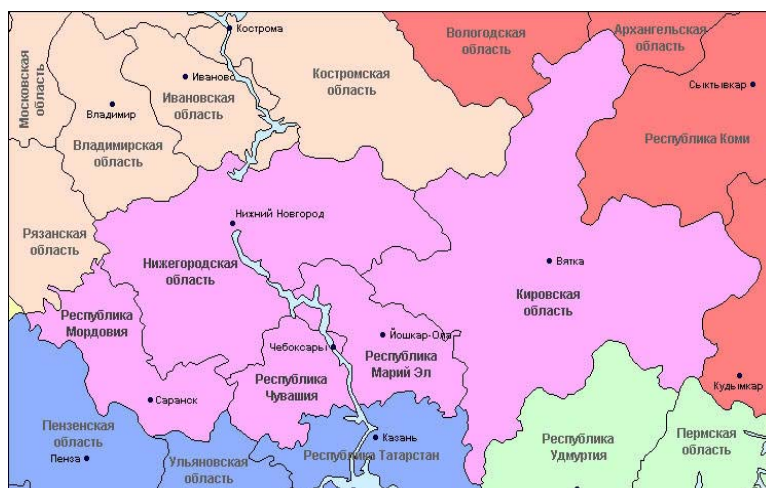 Кострома
Вологодская
область
Архангельская
область
Московская
область
Иваново
Ивановская
область
Костромская
область
Сыктывкар
Владимир
Владимирская
область
Республика Коми
Рязанская
область
Нижний Новгород
Нижегородская
область
Вятка
Кировская
область
Республика
Мордовия
Йошкар-Ола
Чебоксары
Республика
Марий Эл
Республика
Чувашия
Кудымкар
Саранск
Пензенская
область
Казань
Республика
Удмуртия
Пермская
область
Пенза
Ульяновская
область
Республика Татарстан